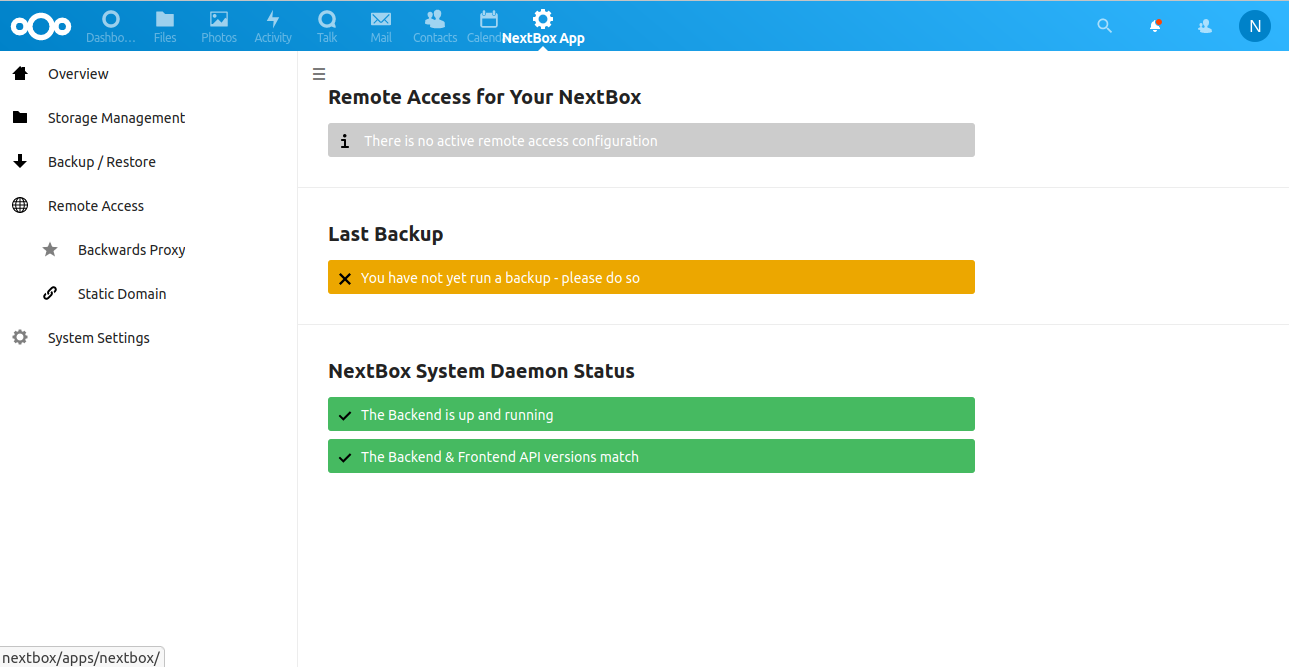 Dashbo...
Files
Photos
Activity
Talk
Mail
Contacts
Calend
NextBox App
N
Overview
Storage Management
Backup / Restore
Remote Access
Backwards Proxy
Static Domain
System Settings
Remote Access for Your NextBox
There is no active remote access configuration
Last Backup
You have not yet run a backup - please do so
NextBox System Daemon Status
The Backend is up and running
The Backend & Frontend API versions match
nextbox/apps/nextbox/